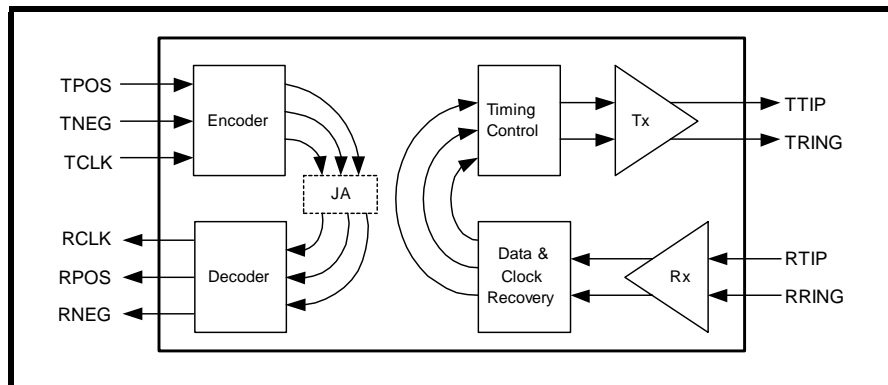 TPOS
TNEG
TCLK
Encoder
JA
RCLK
RPOS
RNEG
Decoder
Timing
Control
Tx
TTIP
TRING
Data &
Clock
Recovery
Rx
RTIP
RRING